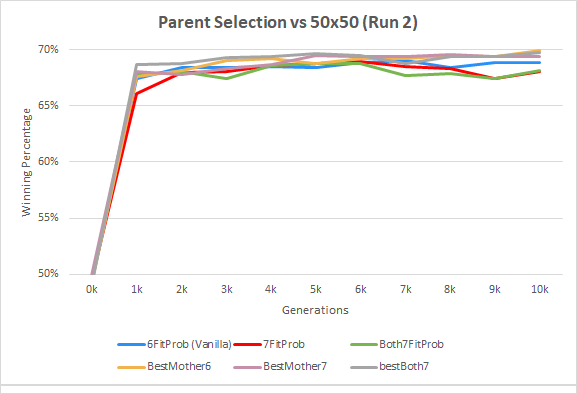 Parent Selection vs 50x50 (Run 2)
70%
65%
60%
55%
50%
Winning Percentage
0k 1k 2k 3k 4k 5k 6k 7k 8k 9k 10k
Generations
6FitProb (Vanilla) 7FitProb Both7FitProb
BestMother6 BestMother7 bestBoth7